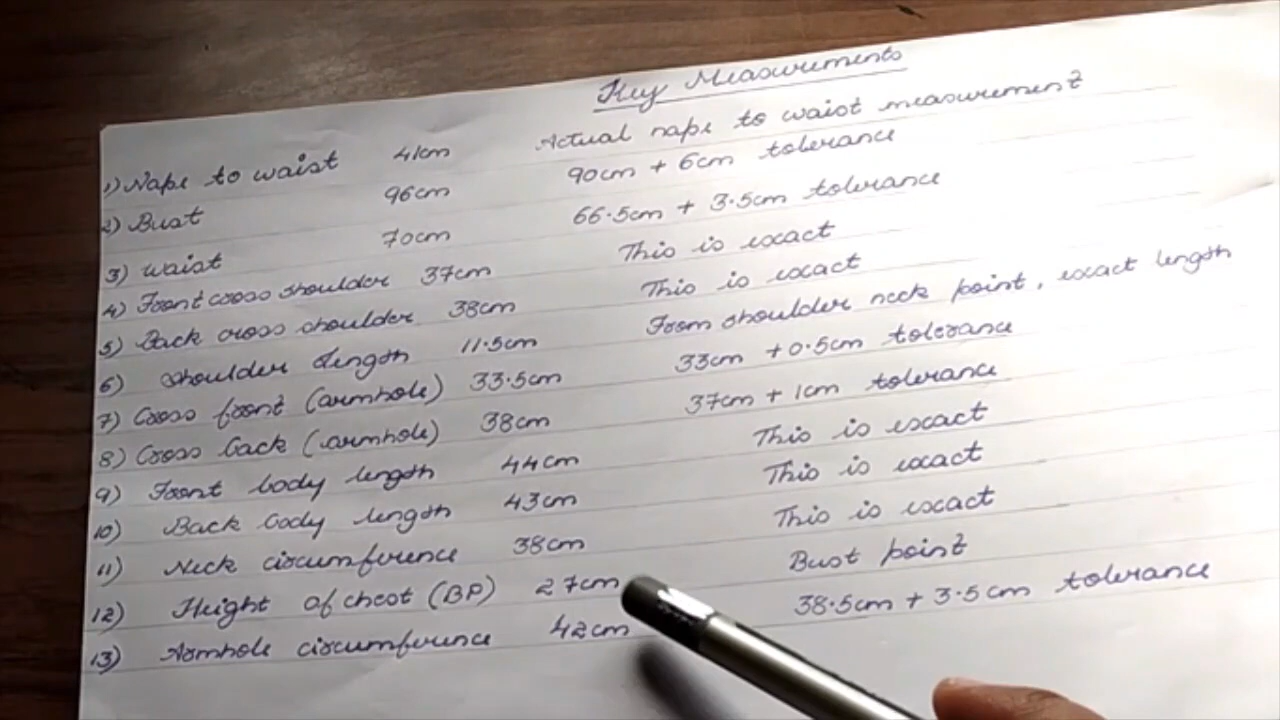 Key Measurements
1) Nape to waist 41cm Actual nape to waist measurement
2) Bust 96cm 90cm + 6cm tolerance
3) Waist 70cm 66.5cm + 3.5cm tolerance
4) Front cross shoulder 37cm This is exact
5) Back cross shoulder 38cm This is exact
6) Shoulder length 11.5cm From shoulder neck point, exact length
7) Cross front (armhole) 33.5cm 33cm + 0.5cm tolerance
8) Cross back (armhole) 38cm 37cm + 1cm tolerance
9) Front body length 44cm This is exact
10) Back body length 43cm This is exact
11) Neck circumference 38cm This is exact
12) Height of chest (BP) 27cm Bust point
13) Armhole circumference 42cm 38.5cm + 3.5cm tolerance